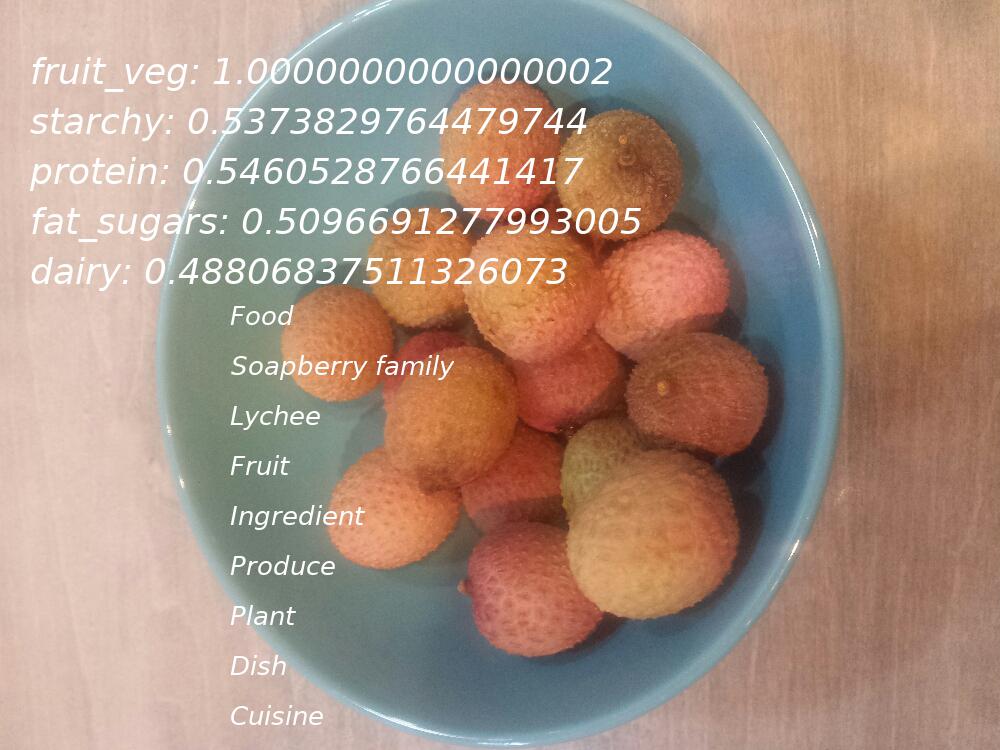 fruit_veg: 1.0000000000000002
starchy: 0.5373829764479744
protein: 0.5460528766441417
fat_sugars: 0.5096691277993005
dairy: 0.48806837511326073
Food
Soapberry family
Lychee
Fruit
Ingredient
Produce
Plant
Dish
Cuisine